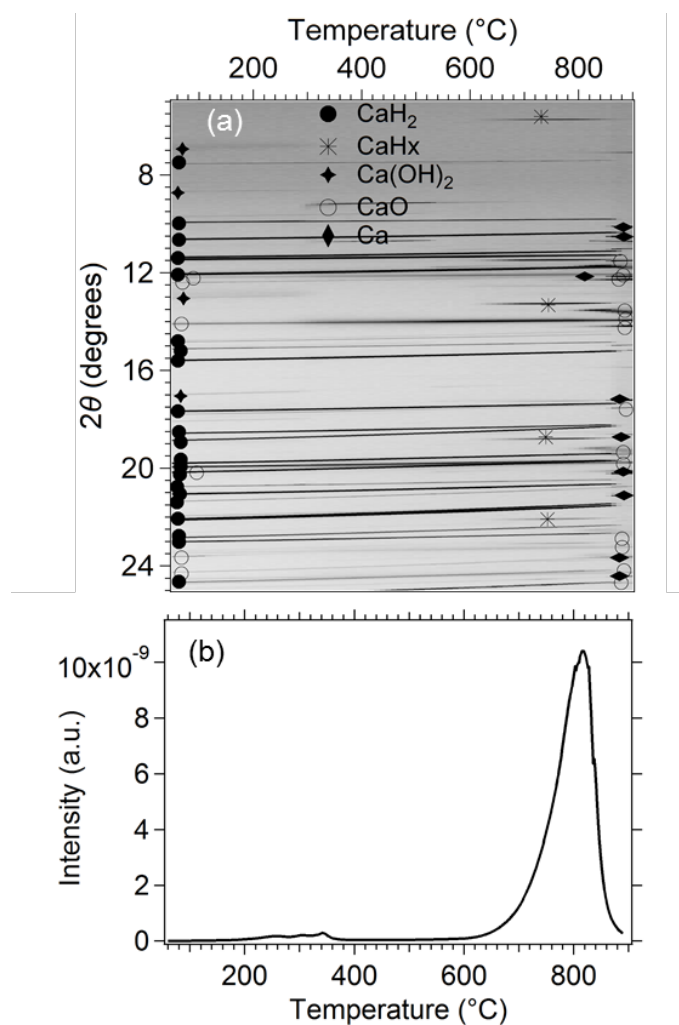 Temperature (°C)
200 400 600 800
(a)
CaH₂
CaHx
Ca(OH)₂
CaO
Ca
8
12
16
20
24
2θ (degrees)
(b)
10x10⁻⁹
8
6
4
2
0
Intensity (a.u.)
200 400 600 800
Temperature (°C)